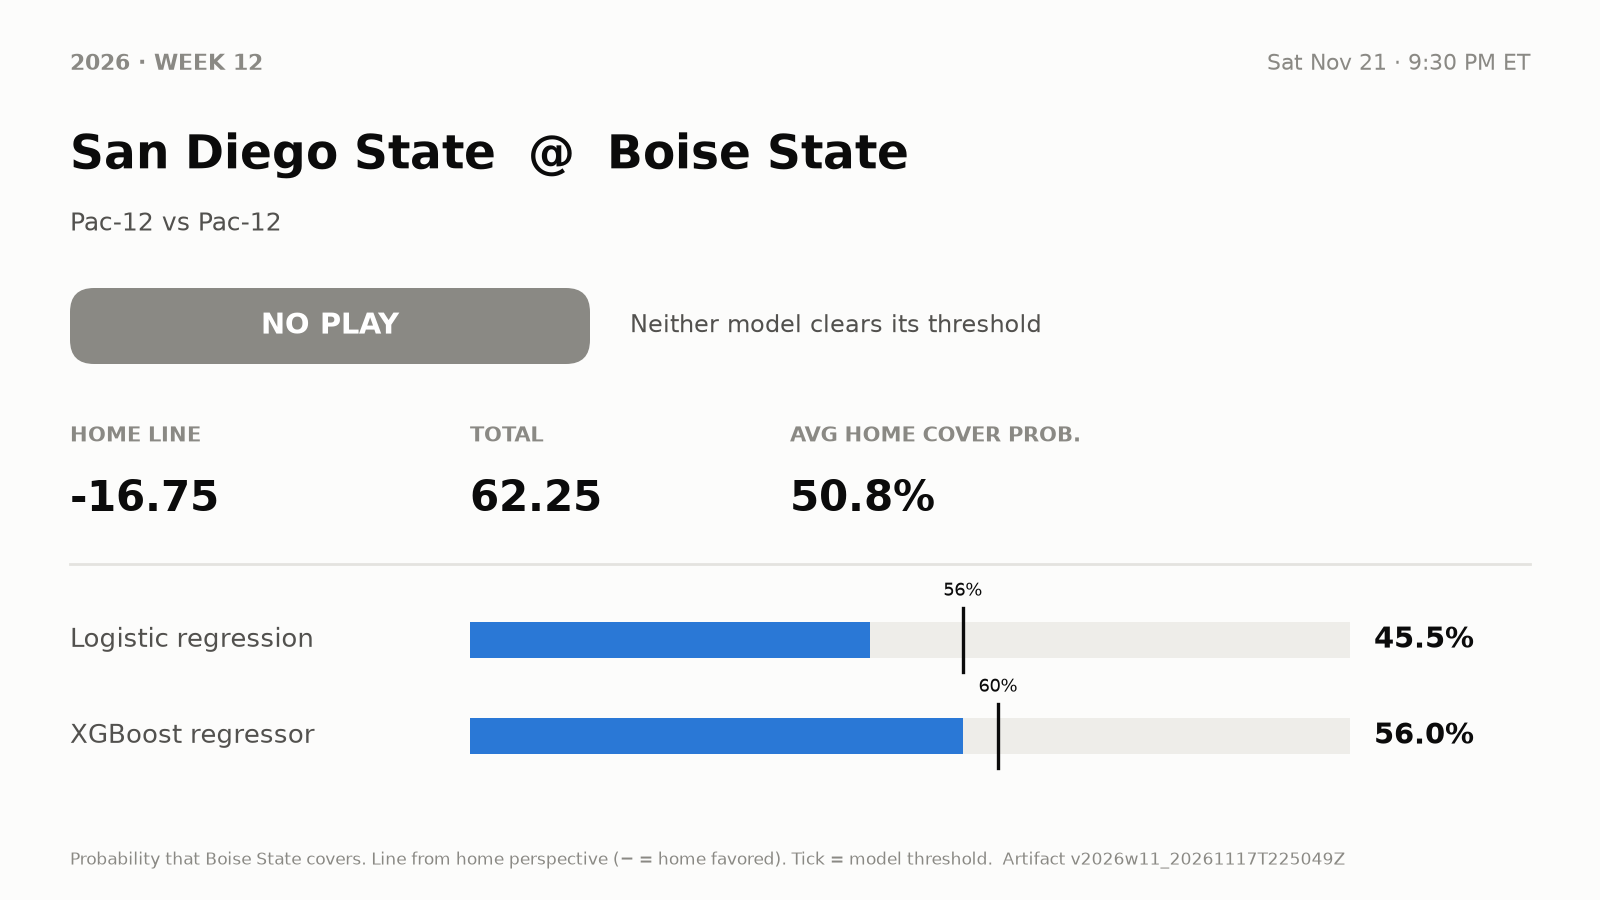 2026 · WEEK 12
Sat Nov 21 · 9:30 PM ET
San Diego State @ Boise State
Pac-12 vs Pac-12
NO PLAY
Neither model clears its threshold
HOME LINE
TOTAL
AVG HOME COVER PROB.
-16.75
62.25
50.8%
56%
Logistic regression
45.5%
60%
XGBoost regressor
56.0%
Probability that Boise State covers. Line from home perspective (− = home favored). Tick = model threshold. Artifact v2026w11_20261117T225049Z